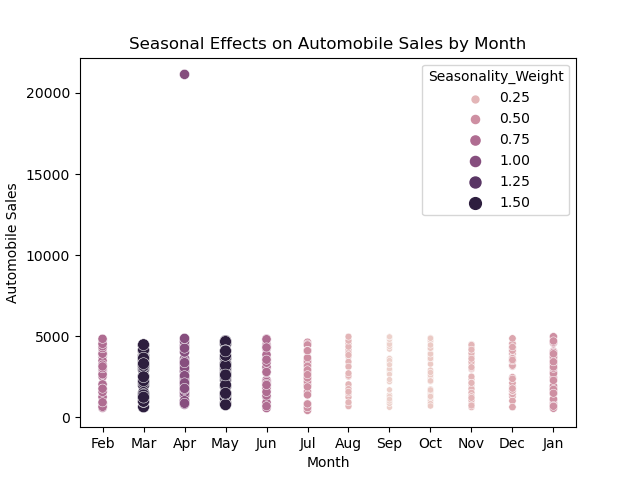 Seasonal Effects on Automobile Sales by Month
Seasonality_Weight
0.25
0.50
0.75
1.00
1.25
1.50
Automobile Sales
20000
15000
10000
5000
0
Feb Mar Apr May Jun Jul Aug Sep Oct Nov Dec Jan
Month